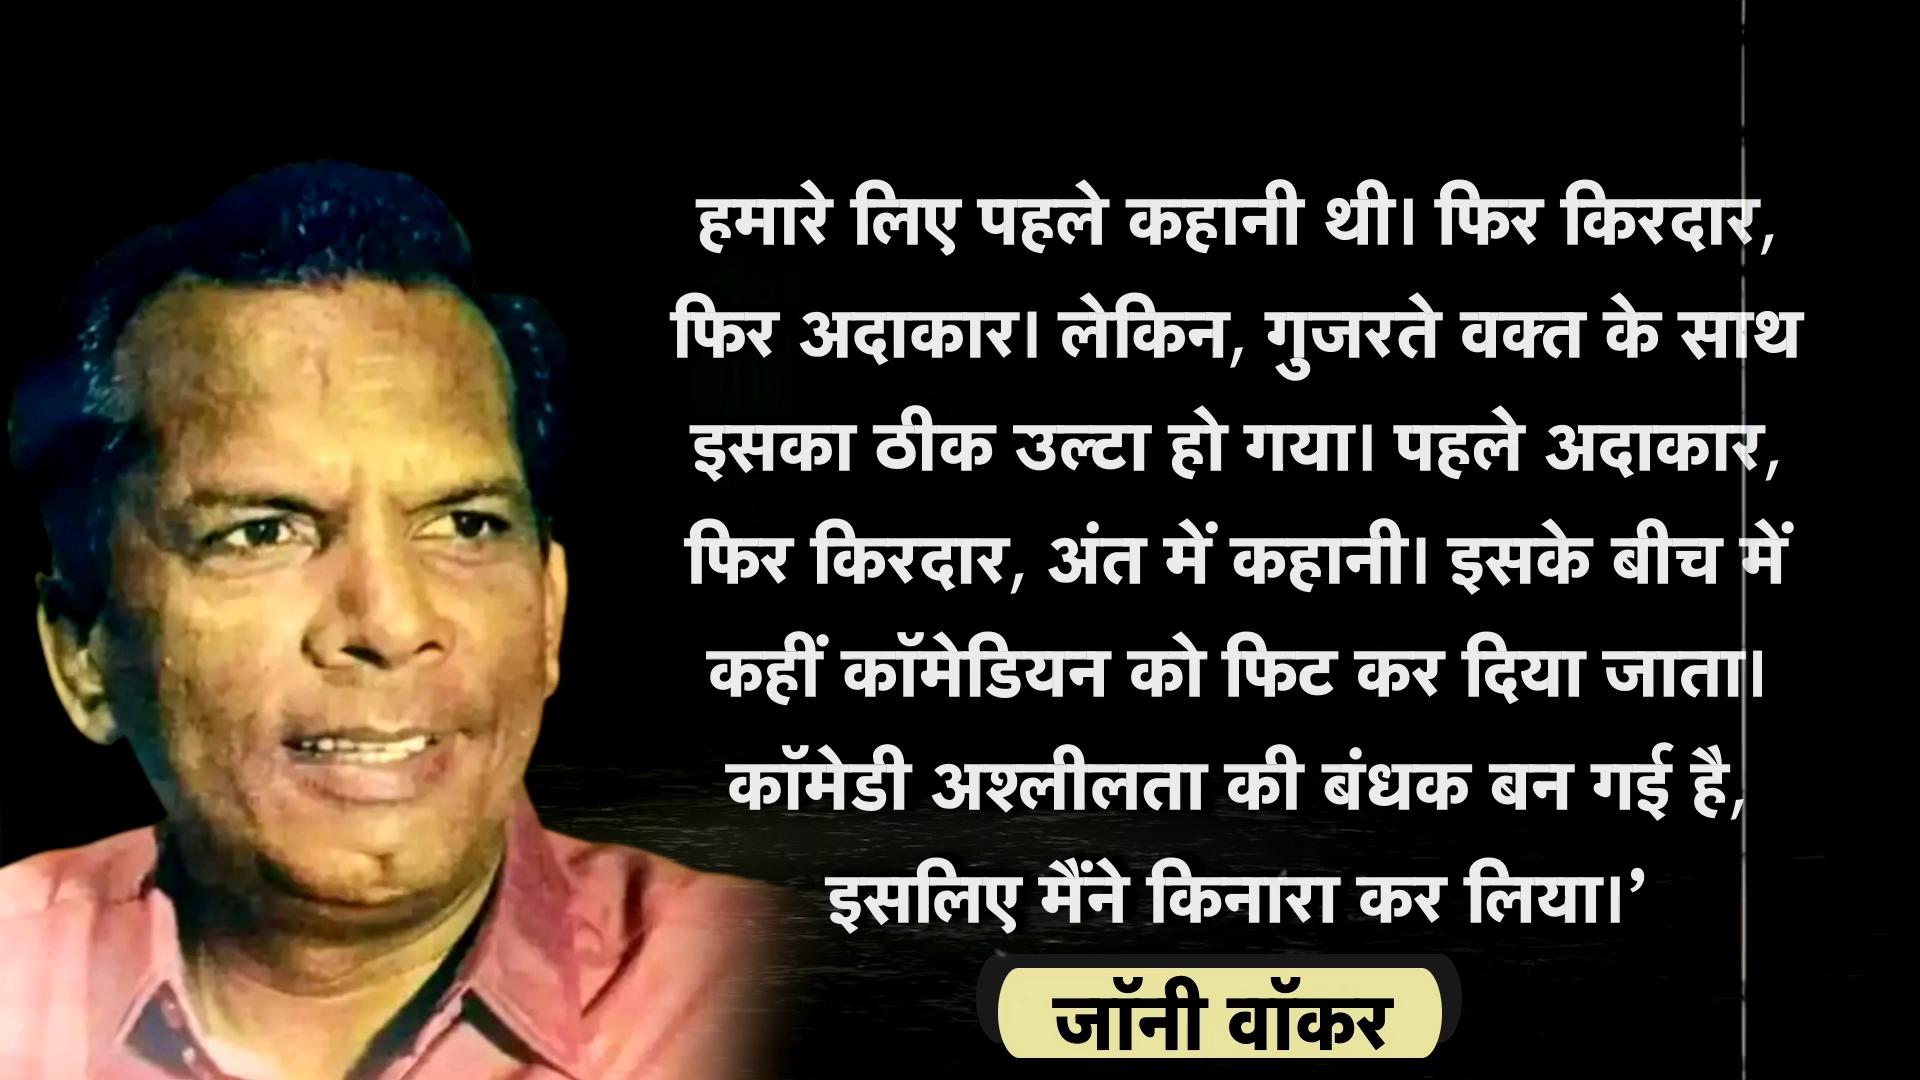 हमारे लिए पहले कहानी थी। फिर किरदार,
फिर अदाकार। लेकिन, गुजरते वक्त के साथ
इसका ठीक उल्टा हो गया। पहले अदाकार,
फिर किरदार, अंत में कहानी। इसके बीच में
कहीं कॉमेडियन को फिट कर दिया जाता।
कॉमेडी अश्लीलता की बंधक बन गई है,
इसलिए मैंने किनारा कर लिया।’
जॉनी वॉकर